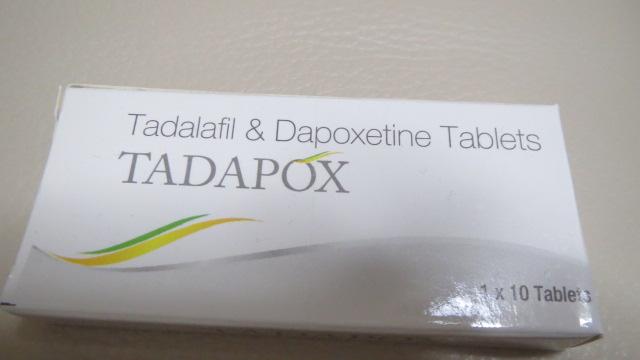 Tadalafil & Dapoxetine Tablets
TADAPOX
1 x 10 Tablets